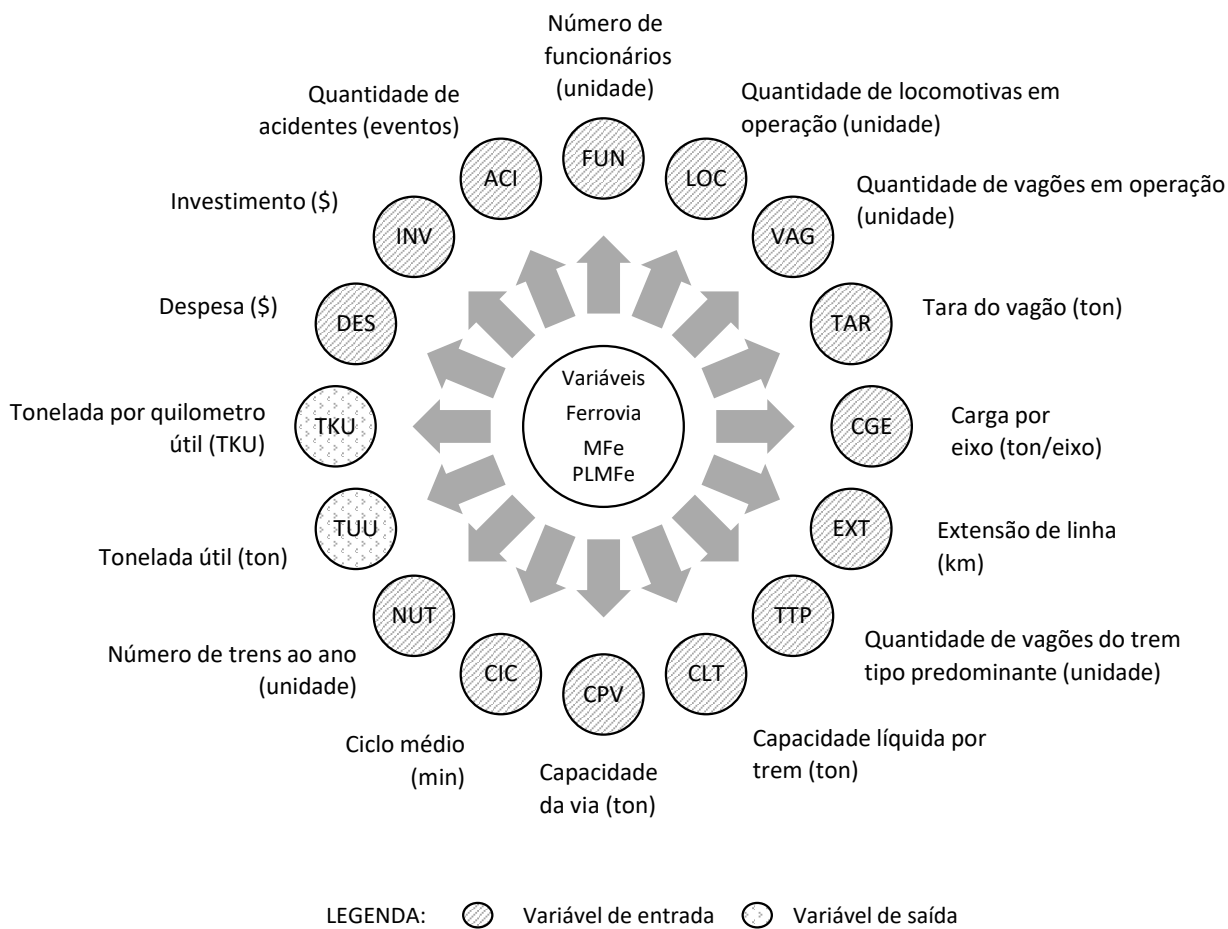 Número de
funcionários
(unidade)
FUN
Quantidade de locomotivas em
operação (unidade)
LOC
Quantidade de vagões em operação
(unidade)
VAG
Tara do vagão (ton)
TAR
Carga por
eixo (ton/eixo)
CGE
Extensão de linha
(km)
EXT
Quantidade de vagões do trem
tipo predominante (unidade)
TTP
Capacidade líquida por
trem (ton)
CLT
Capacidade
da via (ton)
CPV
Ciclo médio
(min)
CIC
Número de trens ao ano
(unidade)
NUT
Tonelada útil (ton)
TUU
Tonelada por quilometro
útil (TKU)
TKU
Despesa ($)
DES
Investimento ($)
INV
Quantidade de
acidentes (eventos)
ACI
Variáveis
Ferrovia
MFe
PLMFe
LEGENDA:
Variável de entrada
Variável de saída